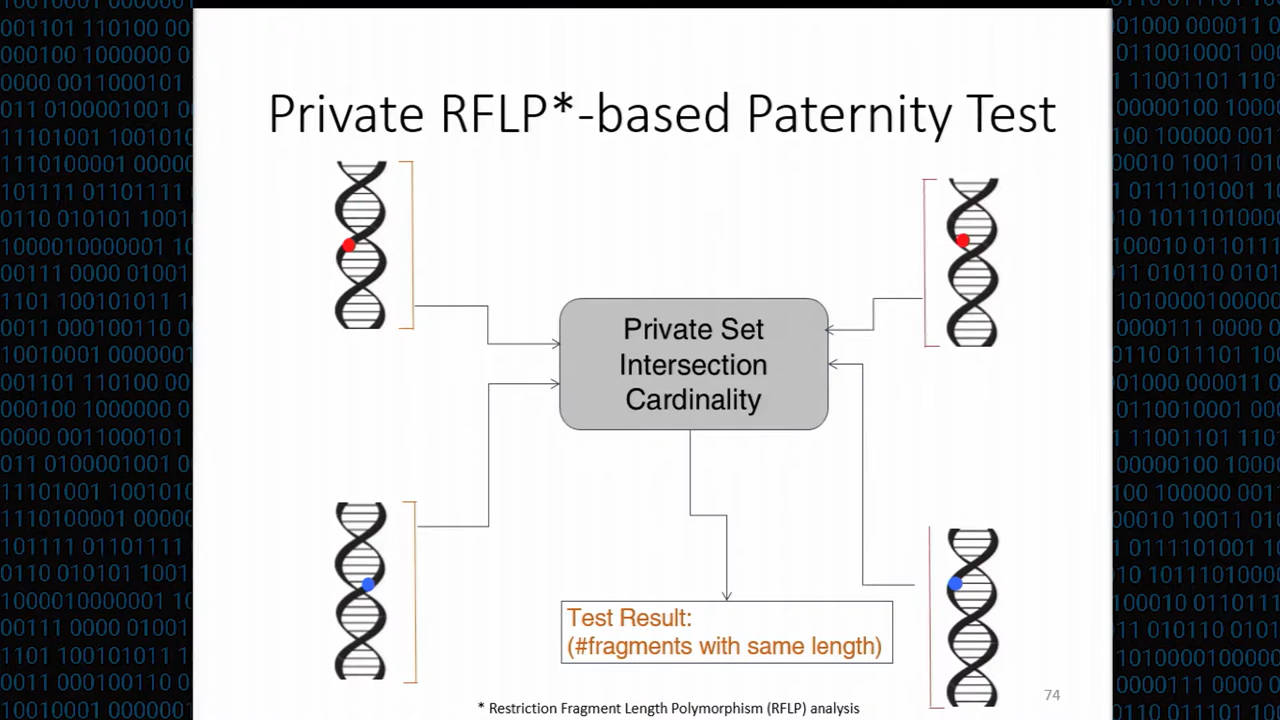 Private RFLP*-based Paternity Test
Private Set
Intersection
Cardinality
Test Result:
(#fragments with same length)
74
* Restriction Fragment Length Polymorphism (RFLP) analysis